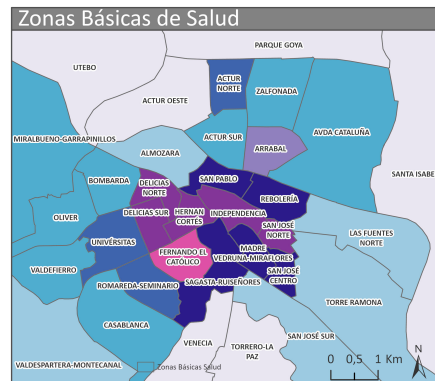 Zonas Básicas de Salud
PARQUE GOYA
UTEBO
ACTUR
NORTE
ZALFONADA
ACTUR OESTE
AVDA CATALUÑA
MIRALBUENO-GARRAPINILLOS
ACTUR SUR
ARRABAL
ALMOZARA
SANTA ISABE
BOMBARDA
DELICIAS
NORTE
SAN PABLO
REBOLERÍA
OLIVER
DELICIAS SUR
HERNAN
CORTÉS
INDEPENDENCIA
SAN JOSÉ
NORTE
LAS FUENTES
NORTE
UNIVÉRSITAS
FERNANDO EL
CATÓLICO
MADRE
VEDRUNA-MIRAFLORES
VALDEFIERRO
SAN JOSÉ
CENTRO
ROMAREDA-SEMINARIO
SAGASTA-RUISEÑORES
TORRE RAMONA
CASABLANCA
SAN JOSÉ SUR
VENECIA
TORRERO-LA
PAZ
VALDESPARTERA-MONTECANAL
Zonas Básicas Salud
0 0,5 1 Km
N